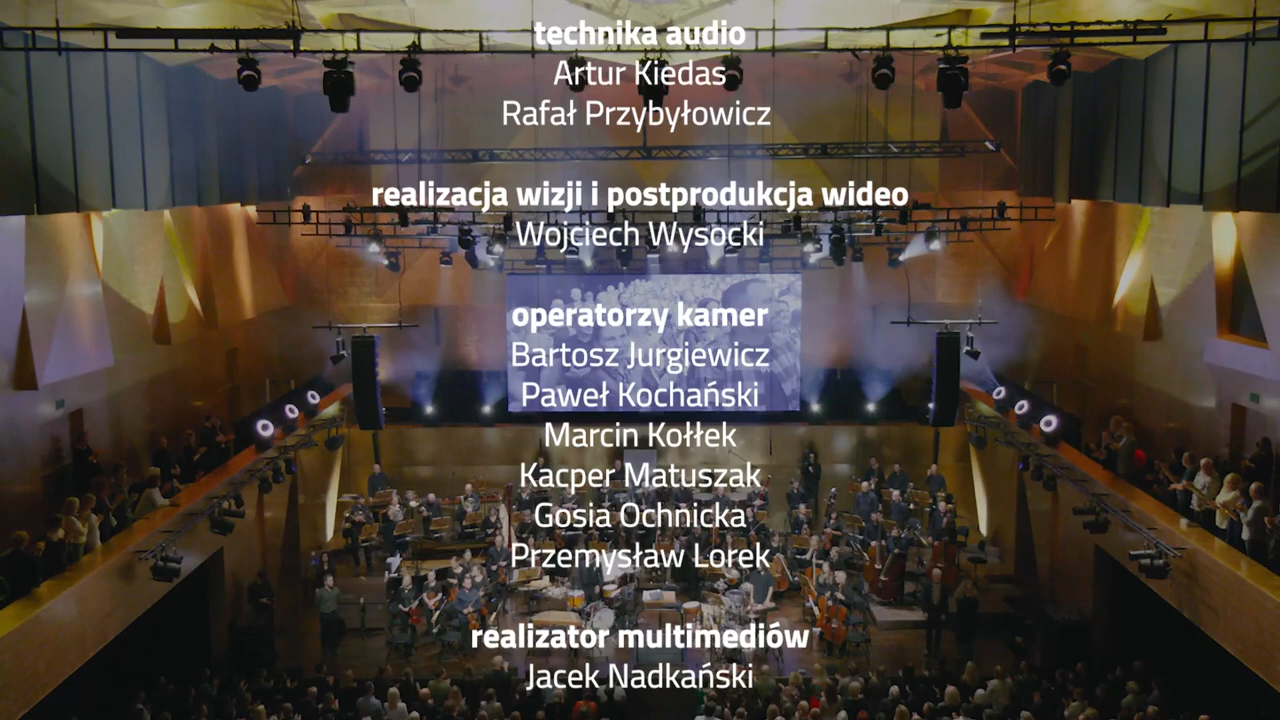 technika audio
Artur Kiedas
Rafał Przybyłowicz
realizacja wizji i postprodukcja wideo
Wojciech Wysocki
operatorzy kamer
Bartosz Jurgiewicz
Paweł Kochański
Marcin Kołłek
Kacper Matuszak
Gosia Ochnicka
Przemysław Lorek
realizator multimediów
Jacek Nadkański